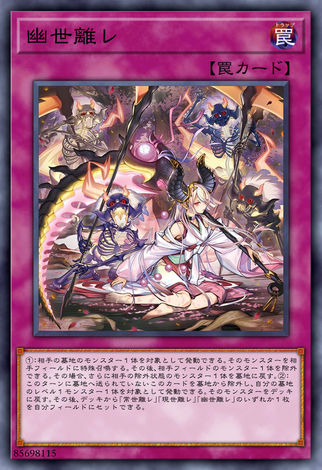 幽世離レ
トラップ
罠
【罠カード】
①:相手の墓地のモンスター1体を対象として発動できる。そのモンスターを相
手フィールドに特殊召喚する。その後、相手フィールドのモンスター1体を除外
できる。その場合、さらに相手の除外状態のモンスター1体をデッキに戻す。②:
このターンに墓地へ送られていないこのカードを墓地から除外し、自分の墓地
のレベル1モンスター1体を対象として発動できる。そのモンスターをデッキ
に戻す。その後、デッキから「常世離レ」「現世離レ」「幽世離レ」のいずれか1枚
を自分フィールドにセットできる。
85698115